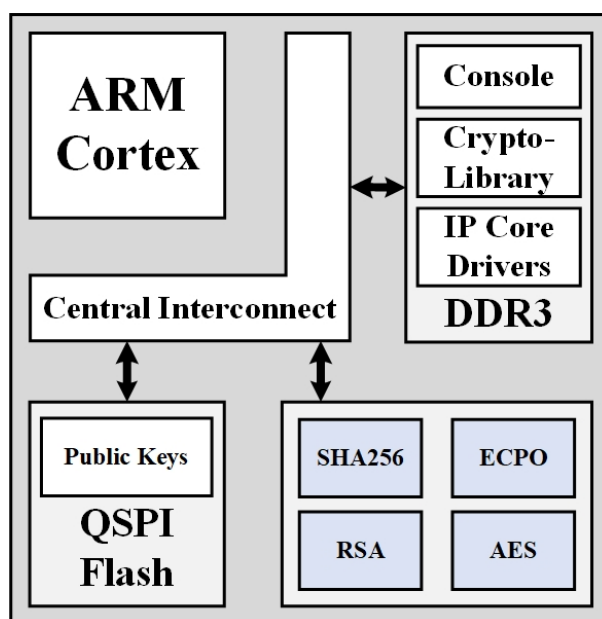 ARM
Cortex
Console
Crypto-
Library
IP Core
Drivers
DDR3
Central Interconnect
Public Keys
QSPI
Flash
SHA256
ECPO
RSA
AES